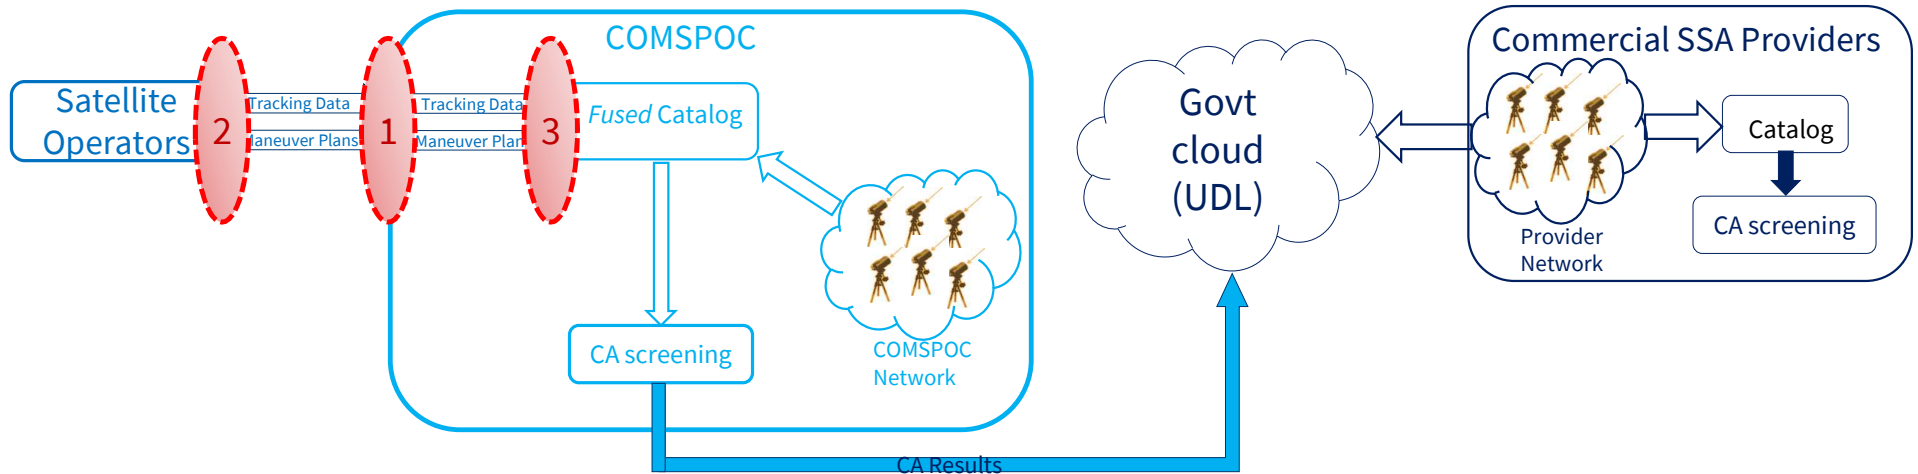 COMSPOC
Commercial SSA Providers
Satellite
Operators
2
Tracking Data
Maneuver Plans
1
Tracking Data
Maneuver Plan
3
Fused Catalog
CA screening
COMSPOC
Network
CA Results
Govt
cloud
(UDL)
Provider
Network
Catalog
CA screening